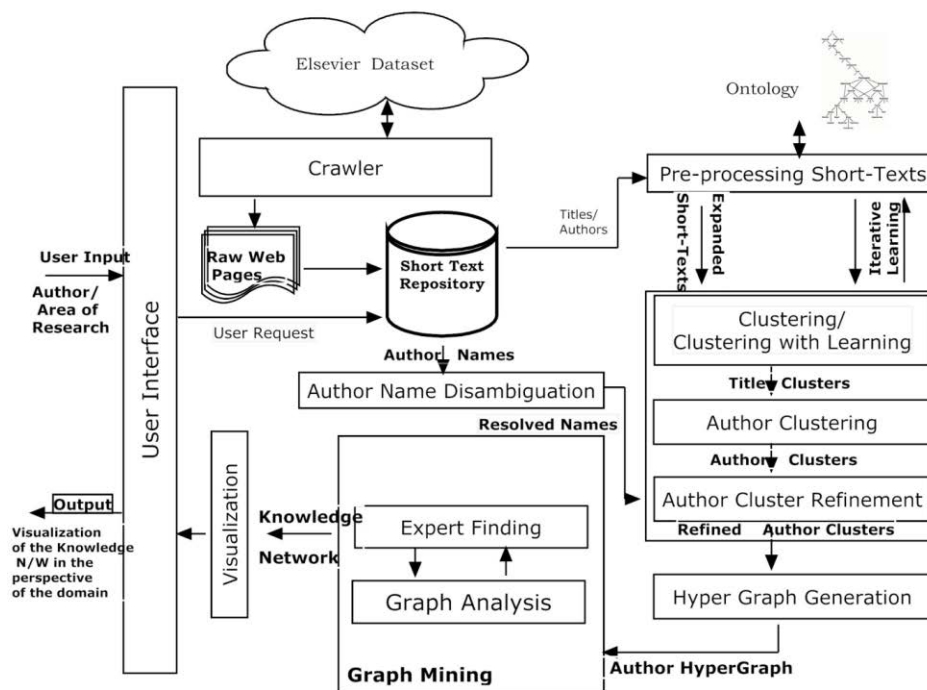 Elsevier Dataset
Ontology
Crawler
Pre-processing Short-Texts
Titles/
Authors
Expanded
Short-Texts
Iterative
Learning
Raw Web
Pages
Short Text
Repository
User Input
Author/
Area of
Research
User Interface
User Request
Clustering/
Clustering with Learning
Author Names
Title Clusters
Author Name Disambiguation
Author Clustering
Resolved Names
Author Clusters
Author Cluster Refinement
Refined Author Clusters
Output
Visualization
of the Knowledge
N/W in the
perspective
of the domain
Visualization
Knowledge
Network
Expert Finding
Graph Analysis
Hyper Graph Generation
Graph Mining
Author HyperGraph